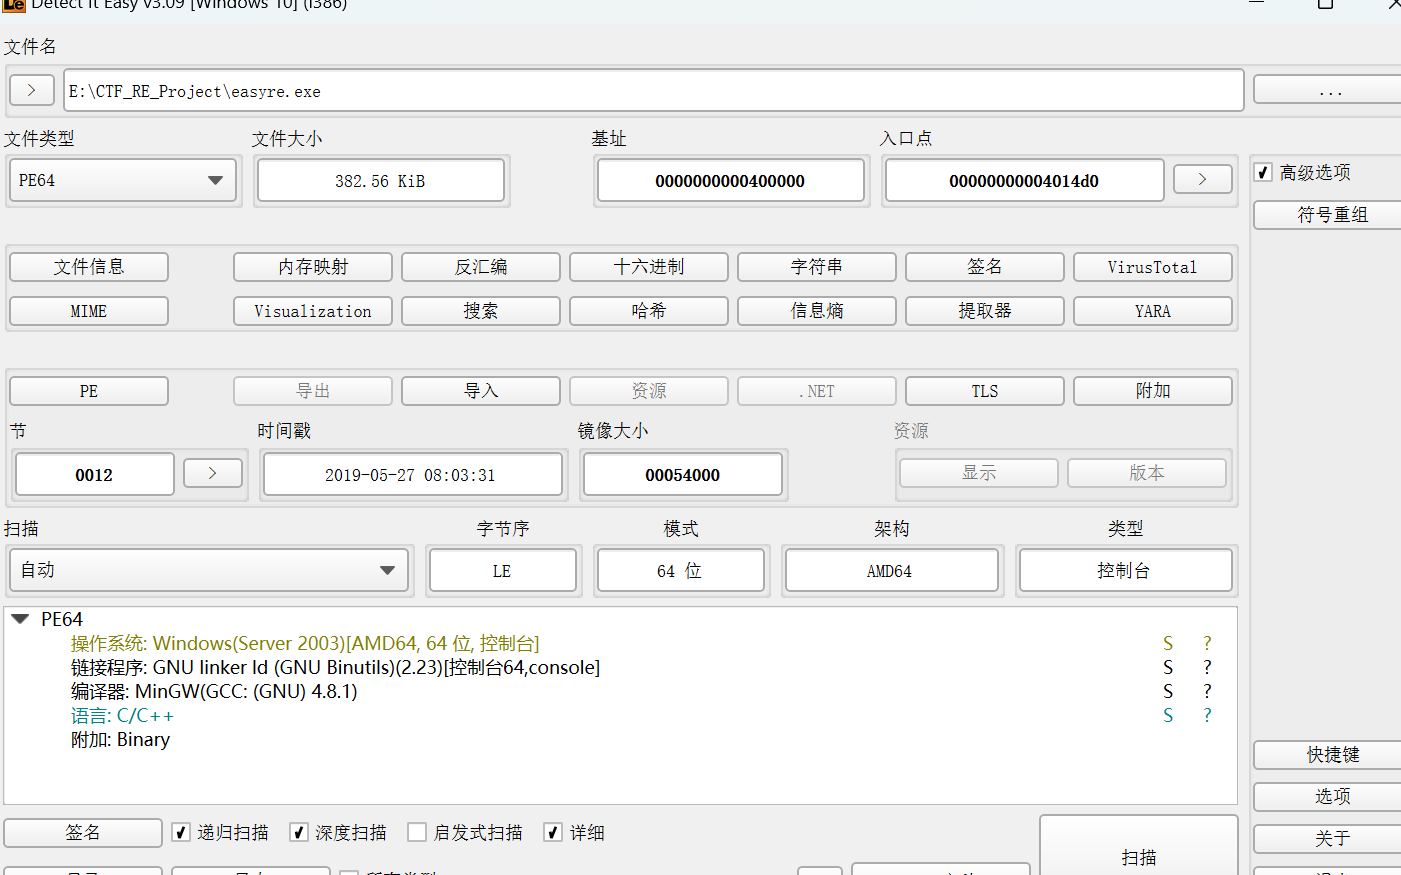 Detect It Easy v3.09 [Windows 10] (i386)
文件名
> E:\CTF_RE_Project\easyre.exe ...
文件类型 文件大小 基址 入口点
PE64 382.56 KiB 0000000000400000 00000000004014d0 >
高级选项
符号重组
文件信息 内存映射 反汇编 十六进制 字符串 签名 VirusTotal
MIME Visualization 搜索 哈希 信息熵 提取器 YARA
PE 导出 导入 资源 .NET TLS 附加
节 时间戳 镜像大小 资源
0012 > 2019-05-27 08:03:31 00054000 显示 版本
扫描 字节序 模式 架构 类型
自动 LE 64 位 AMD64 控制台
PE64
操作系统: Windows(Server 2003)[AMD64, 64 位, 控制台] S ?
链接程序: GNU linker ld (GNU Binutils)(2.23)[控制台64,console] S ?
编译器: MinGW(GCC: (GNU) 4.8.1) S ?
语言: C/C++ S ?
附加: Binary
快捷键
选项
关于
签名 递归扫描 深度扫描 启发式扫描 详细
扫描